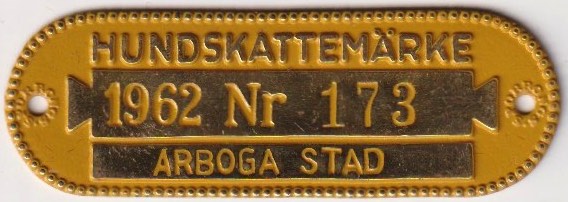 HUNDSKATTEMÄRKE
1962 Nr 173
ARBOGA STAD